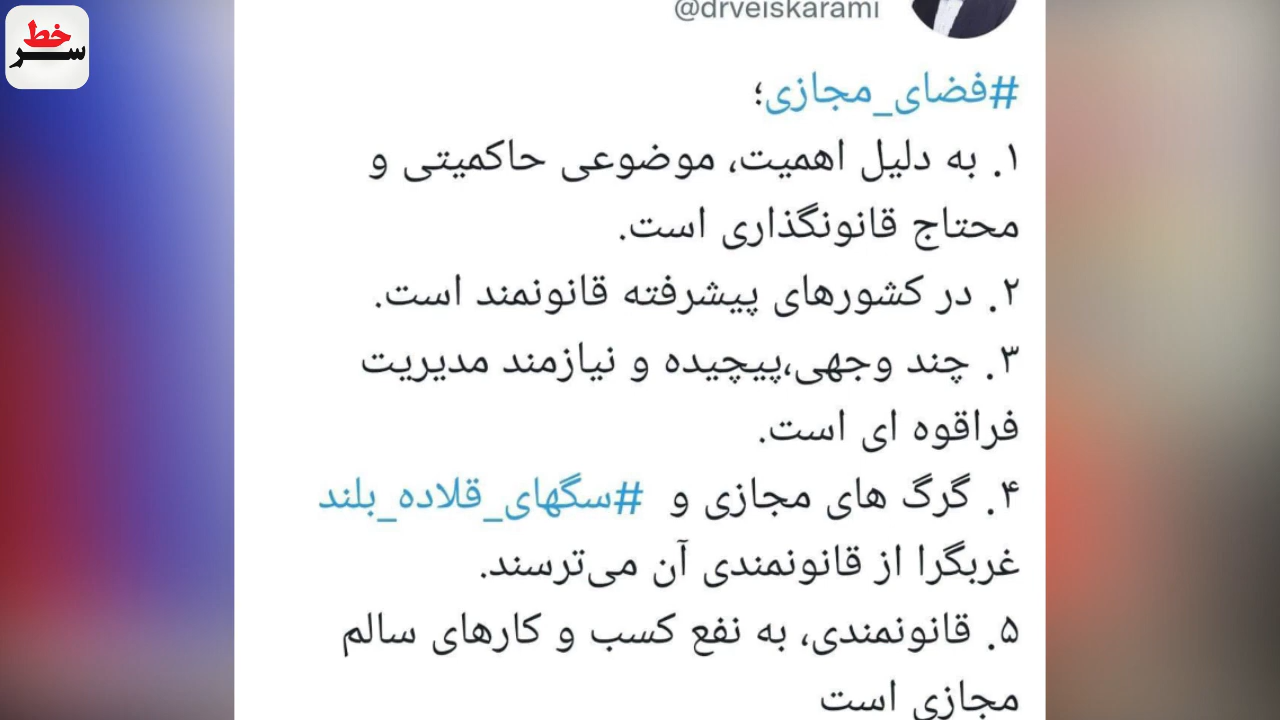 خط
سر
@drveiskarami
#فضای_مجازی؛
۱. به دلیل اهمیت، موضوعی حاکمیتی و
محتاج قانونگذاری است.
۲. در کشورهای پیشرفته قانونمند است.
۳. چند وجهی،پیچیده و نیازمند مدیریت
فراقوه ای است.
۴. گرگ های مجازی و #سگهای_قلاده_بلند
غربگرا از قانونمندی آن می‌ترسند.
۵. قانونمندی، به نفع کسب و کارهای سالم
مجازی است